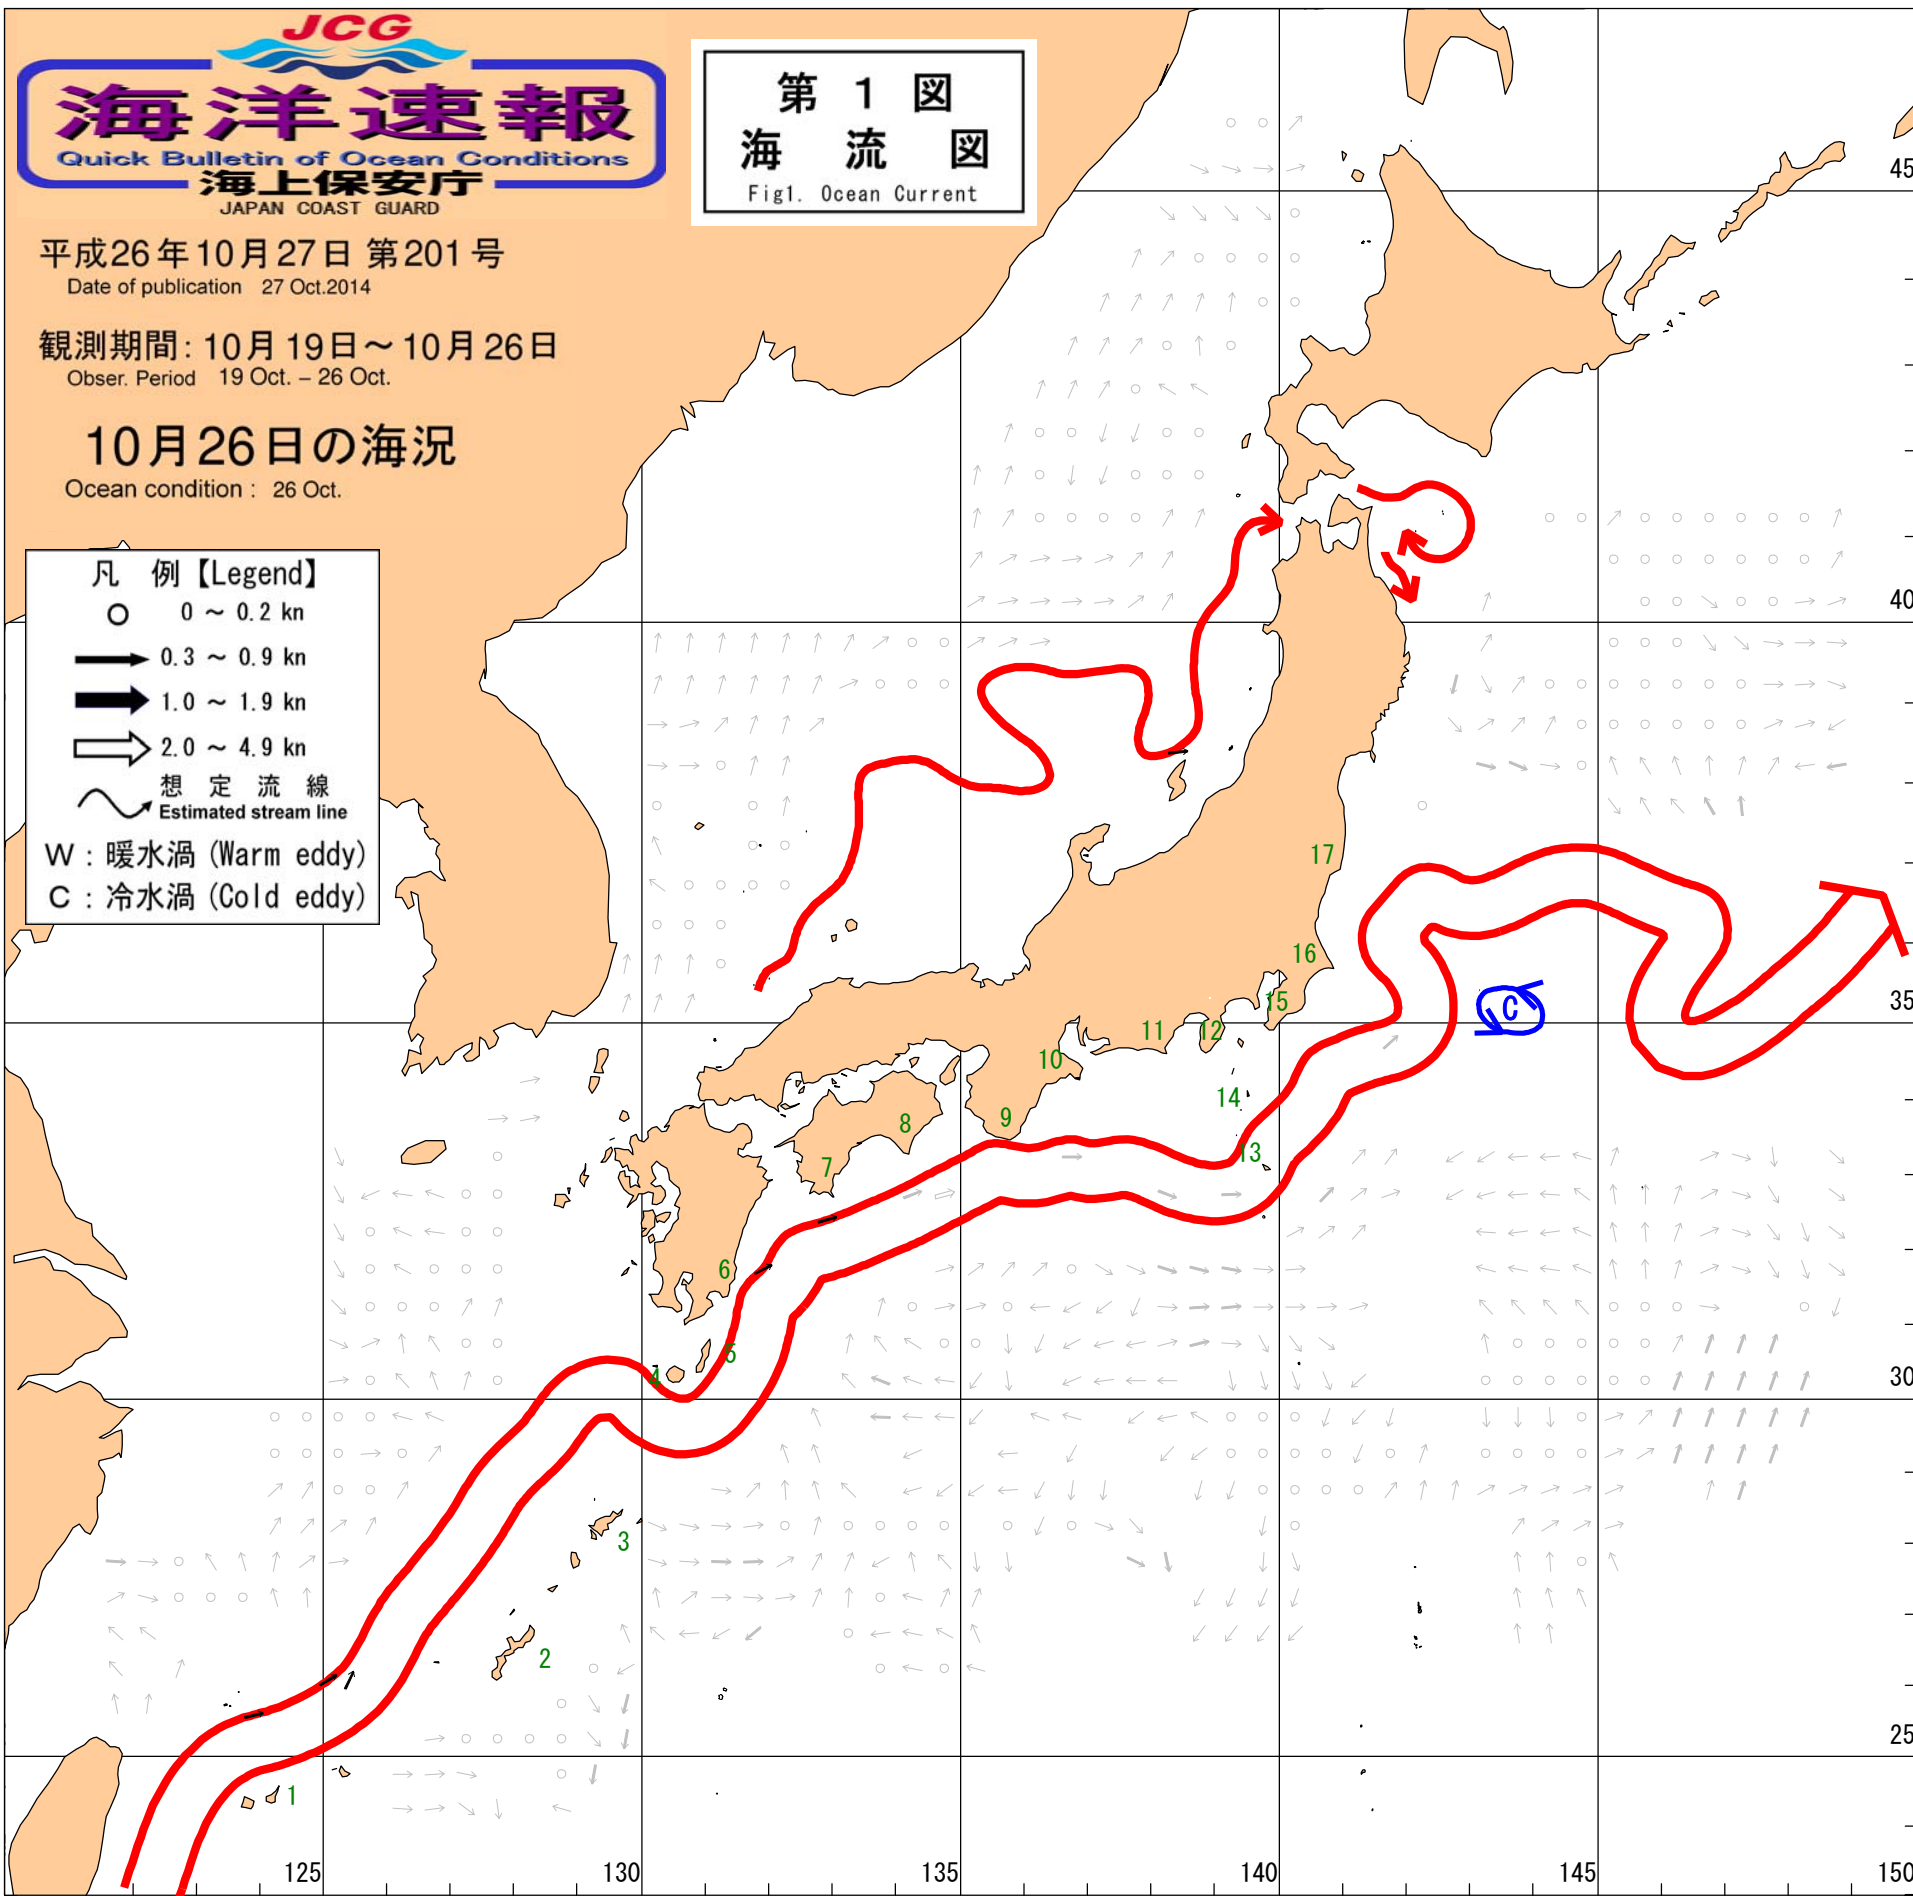 JCG
海洋速報
Quick Bulletin of Ocean Conditions
海上保安庁
JAPAN COAST GUARD
平成26年10月27日 第201号
Date of publication 27 Oct.2014
観測期間: 10月19日～10月26日
Obser. Period 19 Oct. – 26 Oct.
10月26日の海況
Ocean condition : 26 Oct.
第 1 図
海 流 図
Fig1. Ocean Current
凡 例【Legend】
0 ～ 0.2 kn
0.3 ～ 0.9 kn
1.0 ～ 1.9 kn
2.0 ～ 4.9 kn
想 定 流 線
Estimated stream line
W : 暖水渦 (Warm eddy)
C : 冷水渦 (Cold eddy)
45
40
17
16
35
C
15
12
11
10
14
9
8
13
7
6
5
4
30
3
2
25
1
125
130
135
140
145
150